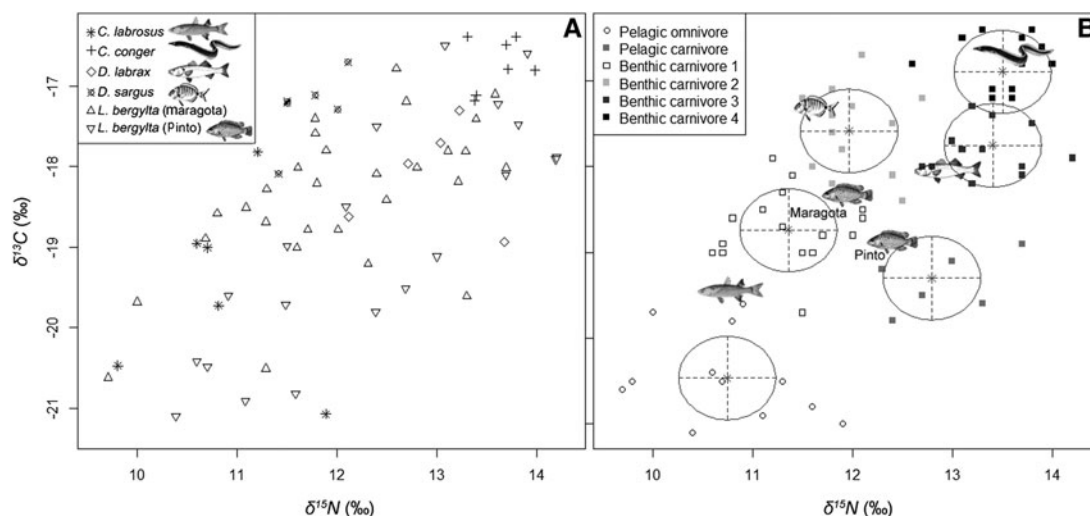 A
C. labrosus
C. conger
D. labrax
D. sargus
L. bergylta (maragota)
L. bergylta (Pinto)
δ¹³C (‰)
-17
-18
-19
-20
-21
10 11 12 13 14
δ¹⁵N (‰)
B
Pelagic omnivore
Pelagic carnivore
Benthic carnivore 1
Benthic carnivore 2
Benthic carnivore 3
Benthic carnivore 4
Maragota
Pinto
10 11 12 13 14
δ¹⁵N (‰)